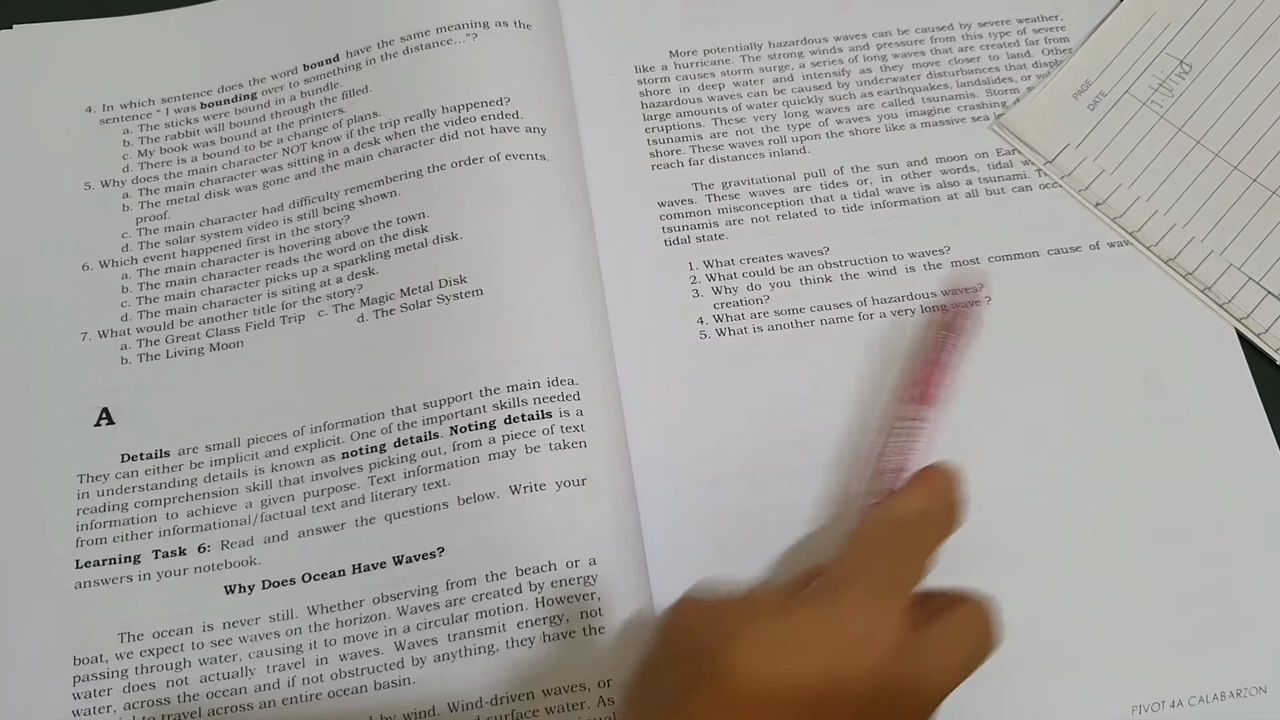 4. In which sentence does the word bound have the same meaning as the
sentence " I was bounding over to something in the distance..."?
a. The sticks were bound in a bundle.
b. The rabbit will bound through the filled.
c. My book was bound at the printers.
d. There is a bound to be a change of plans.
5. Why does the main character NOT know if the trip really happened?
a. The main character was sitting in a desk when the video ended.
b. The metal disk was gone and the main character did not have any
proof.
c. The main character had difficulty remembering the order of events.
d. The solar system video is still being shown.
6. Which event happened first in the story?
a. The main character is hovering above the town.
b. The main character reads the word on the disk
c. The main character picks up a sparkling metal disk.
d. The main character is sitting at a desk.
7. What would be another title for the story?
a. The Great Class Field Trip c. The Magic Metal Disk
b. The Living Moon d. The Solar System
A
Details are small pieces of information that support the main idea.
They can either be implicit and explicit. One of the important skills needed
in understanding details is known as noting details. Noting details is a
reading comprehension skill that involves picking out, from a piece of text
information to achieve a given purpose. Text information may be taken
from either informational/factual text and literary text.
Learning Task 6: Read and answer the questions below. Write your
answers in your notebook.
Why Does Ocean Have Waves?
The ocean is never still. Whether observing from the beach or a
boat, we expect to see waves on the horizon. Waves are created by energy
passing through water, causing it to move in a circular motion. However,
water does not actually travel in waves. Waves transmit energy, not
water, across the ocean and if not obstructed by anything, they have the
to travel across an entire ocean basin.
by wind. Wind-driven waves, or
surface water. As
More potentially hazardous waves can be caused by severe weather,
like a hurricane. The strong winds and pressure from this type of severe
storm causes storm surge, a series of long waves that are created far from
shore in deep water and intensify as they move closer to land. Other
hazardous waves can be caused by underwater disturbances that
large amounts of water quickly such as earthquakes, landslides, or
eruptions. These very long waves are called tsunamis. Storm
tsunamis are not the type of waves you imagine crashing
shore. These waves roll upon the shore like a massive sea
reach far distances inland.
The gravitational pull of the sun and moon on
waves. These waves are tides or, in other words, tidal
common misconception that a tidal wave is also a tsunami.
tsunamis are not related to tide information at all but can
tidal state.
1. What creates waves?
2. What could be an obstruction to waves?
3. Why do you think the wind is the most common cause of
creation?
4. What are some causes of hazardous waves?
5. What is another name for a very long wave ?
PAGE
DATE
1. Wind
PIVOT 4A CALABARZON